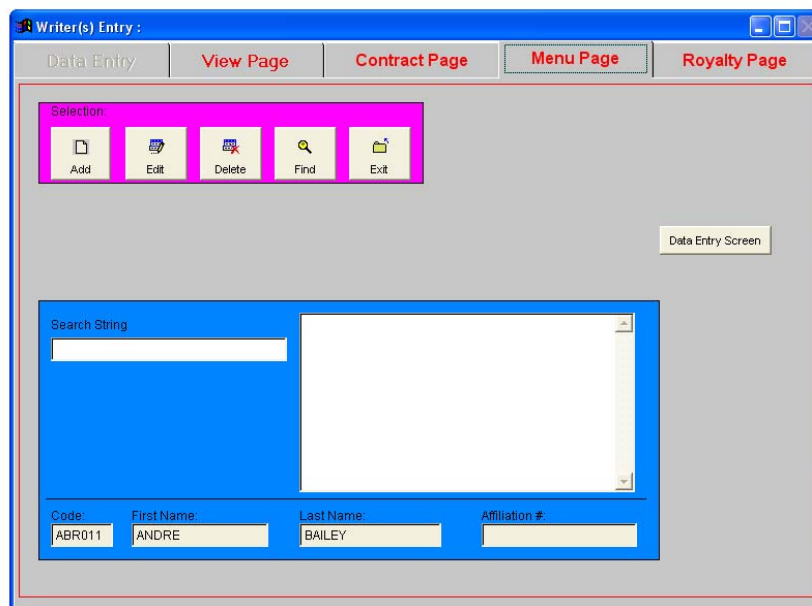 Writer(s) Entry :
Data Entry View Page Contract Page Menu Page Royalty Page
Selection:
Add Edit Delete Find Exit
Data Entry Screen
Search String
Code: First Name: Last Name: Affiliation #:
ABR011 ANDRE BAILEY